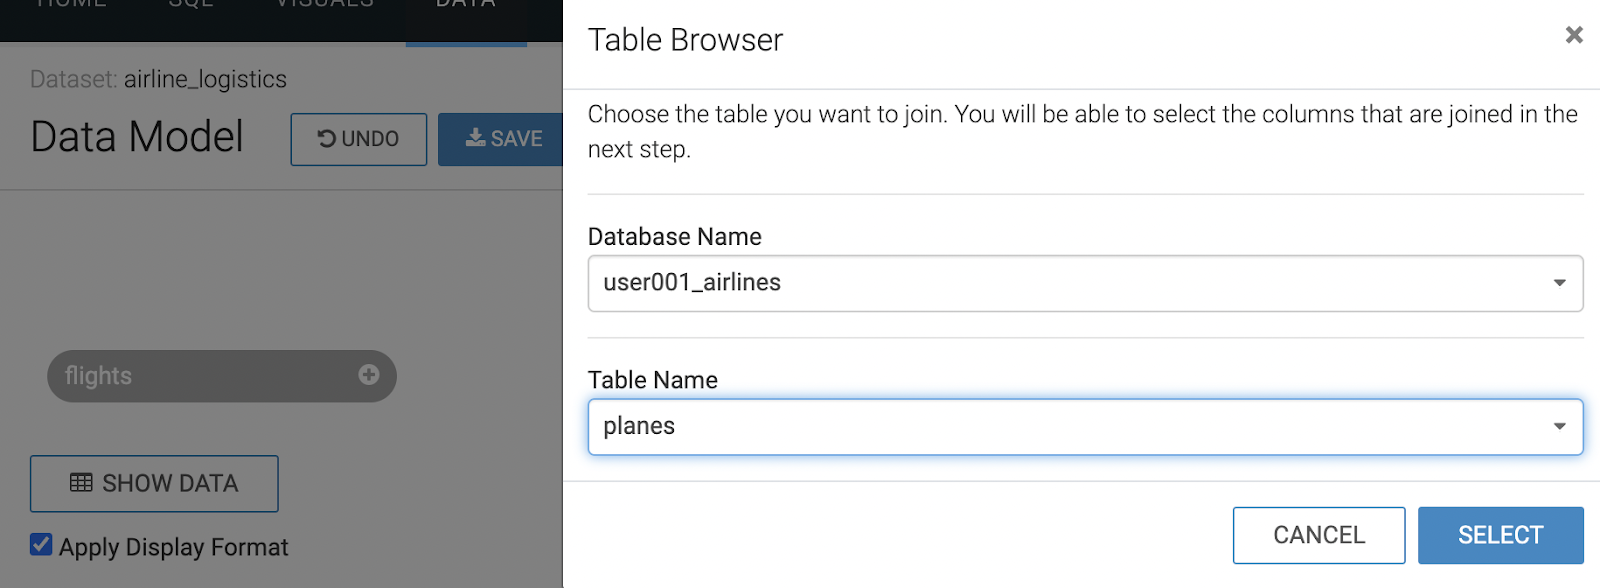 HOME SQL VISUALS DATA
Dataset: airline_logistics
Data Model
UNDO
SAVE
flights
SHOW DATA
Apply Display Format
Table Browser
Choose the table you want to join. You will be able to select the columns that are joined in the
next step.
Database Name
user001_airlines
Table Name
planes
CANCEL
SELECT